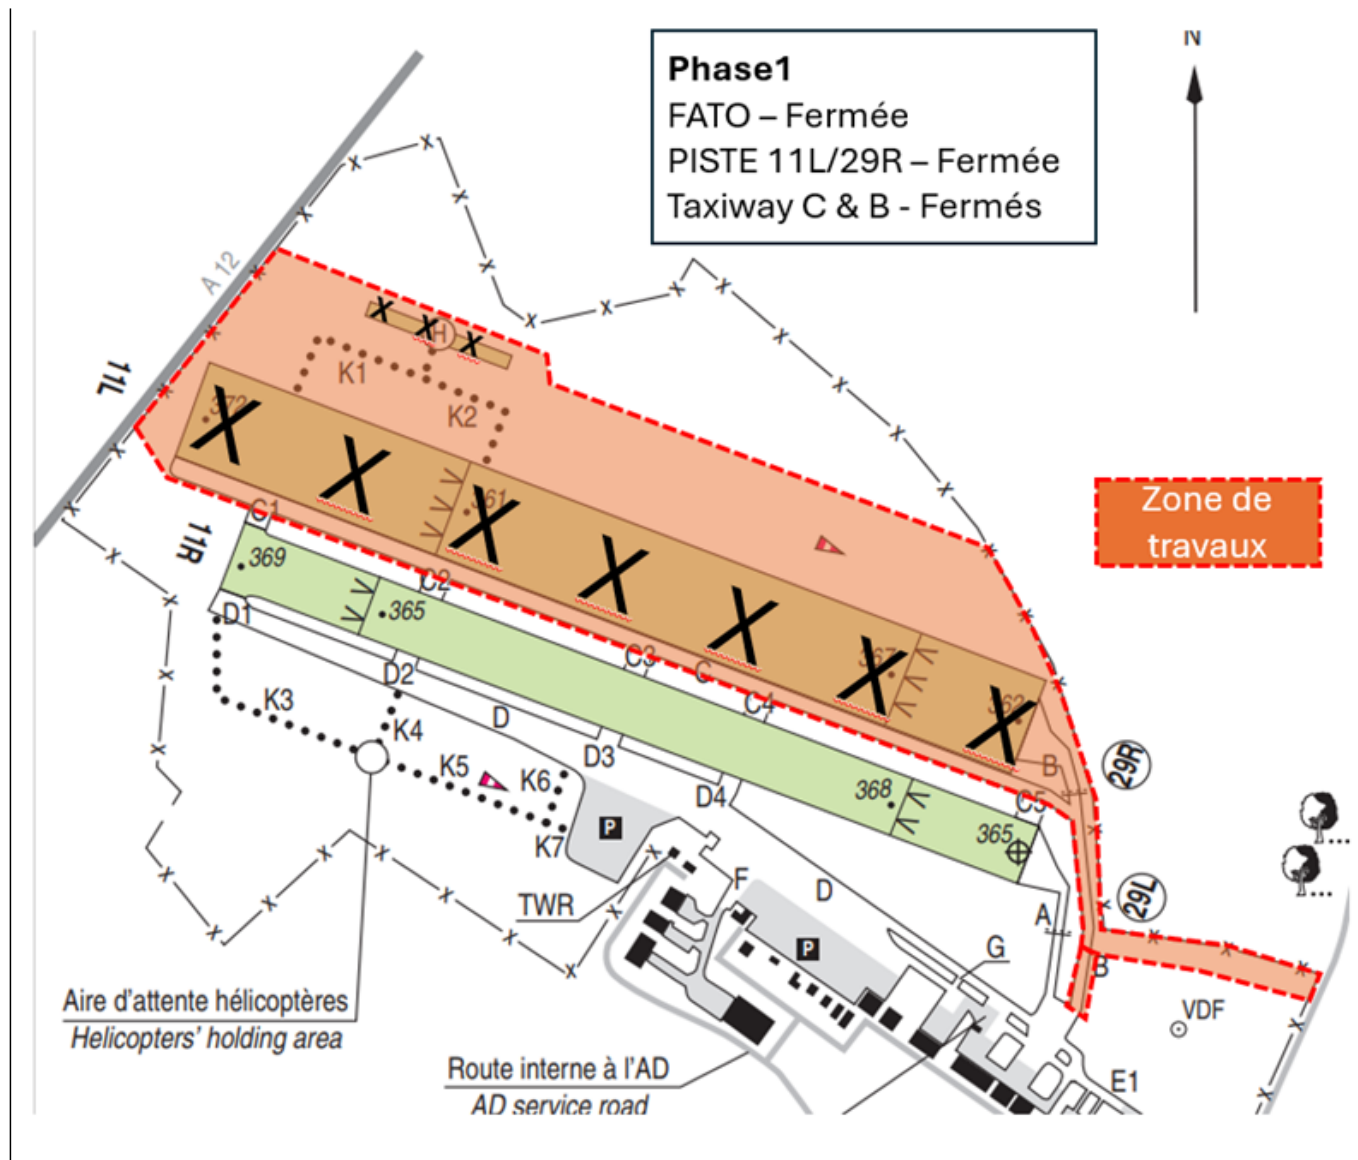 N
Phase1
FATO – Fermée
PISTE 11L/29R – Fermée
Taxiway C & B - Fermés
A 12
11L
H
K1
K2
372
361
Zone de
travaux
C1
11R
369
C2
365
367
362
D1
C3
C
C4
D2
K3
K4
D
D3
B
29R
K5
K6
D4
368
C5
365
P
K7
TWR
F
D
A
29L
P
G
B
Aire d'attente hélicoptères
Helicopters' holding area
VDF
Route interne à l'AD
AD service road
E1